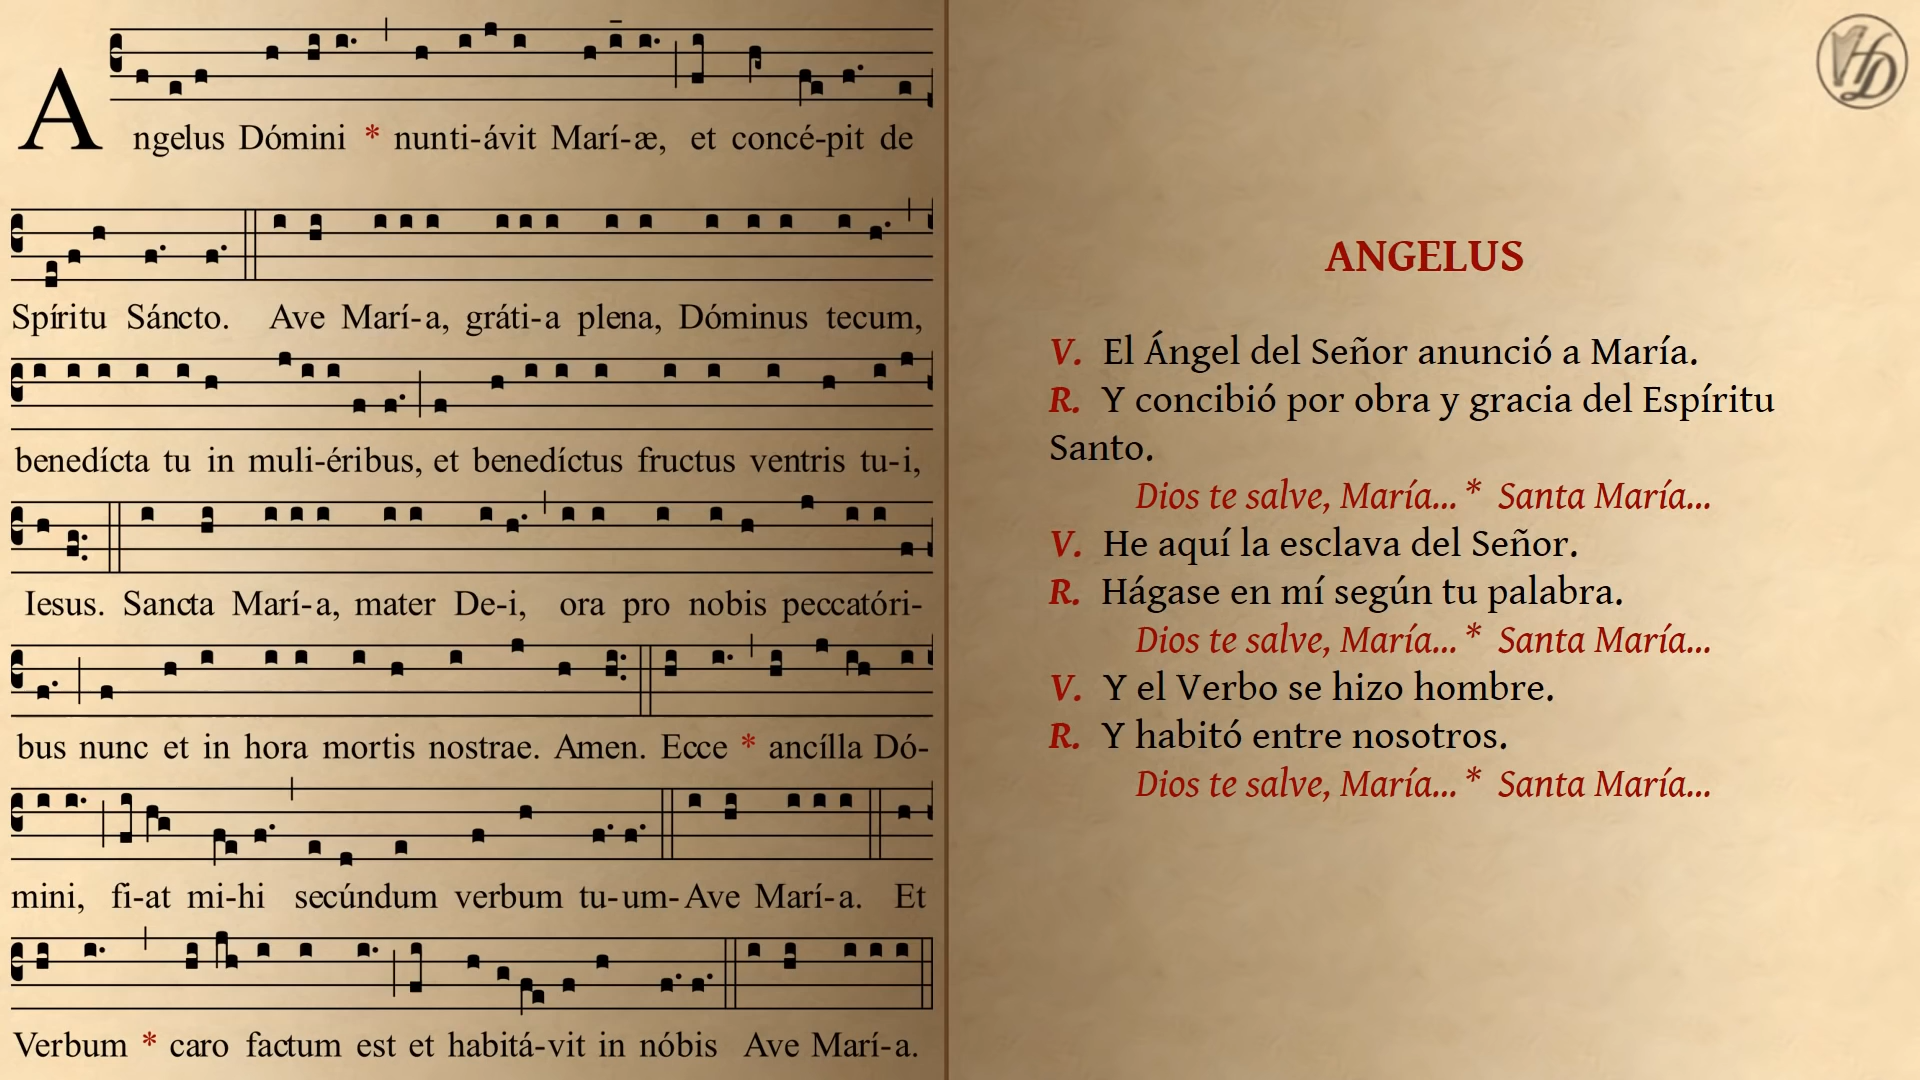 Angelus Dómini * nunti-ávit Marí-æ, et concé-pit de
Spíritu Sáncto. Ave Marí-a, gráti-a plena, Dóminus tecum,
benedícta tu in muli-éribus, et benedíctus fructus ventris tu-i,
Iesus. Sancta Marí-a, mater De-i, ora pro nobis peccatóri-
bus nunc et in hora mortis nostrae. Amen. Ecce * ancílla Dó-
mini, fi-at mi-hi secúndum verbum tu-um-Ave Marí-a. Et
Verbum * caro factum est et habitá-vit in nóbis Ave Marí-a.
HD
ANGELUS
V. El Ángel del Señor anunció a María.
R. Y concibió por obra y gracia del Espíritu
Santo.
Dios te salve, María... * Santa María...
V. He aquí la esclava del Señor.
R. Hágase en mí según tu palabra.
Dios te salve, María... * Santa María...
V. Y el Verbo se hizo hombre.
R. Y habitó entre nosotros.
Dios te salve, María... * Santa María...